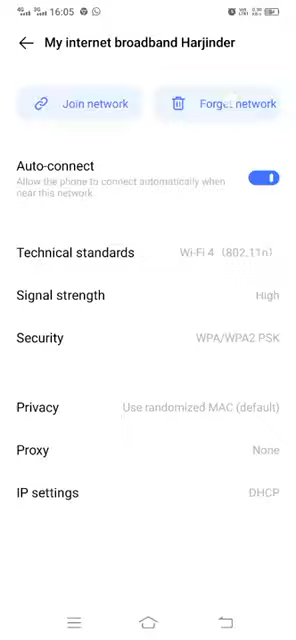 16:05
My internet broadband Harjinder
Join network
Forget network
Auto-connect
Allow the phone to connect automatically when
near this network
Technical standards
Wi-Fi 4 (802.11n)
Signal strength
High
Security
WPA/WPA2 PSK
Privacy
Use randomized MAC (default)
Proxy
None
IP settings
DHCP